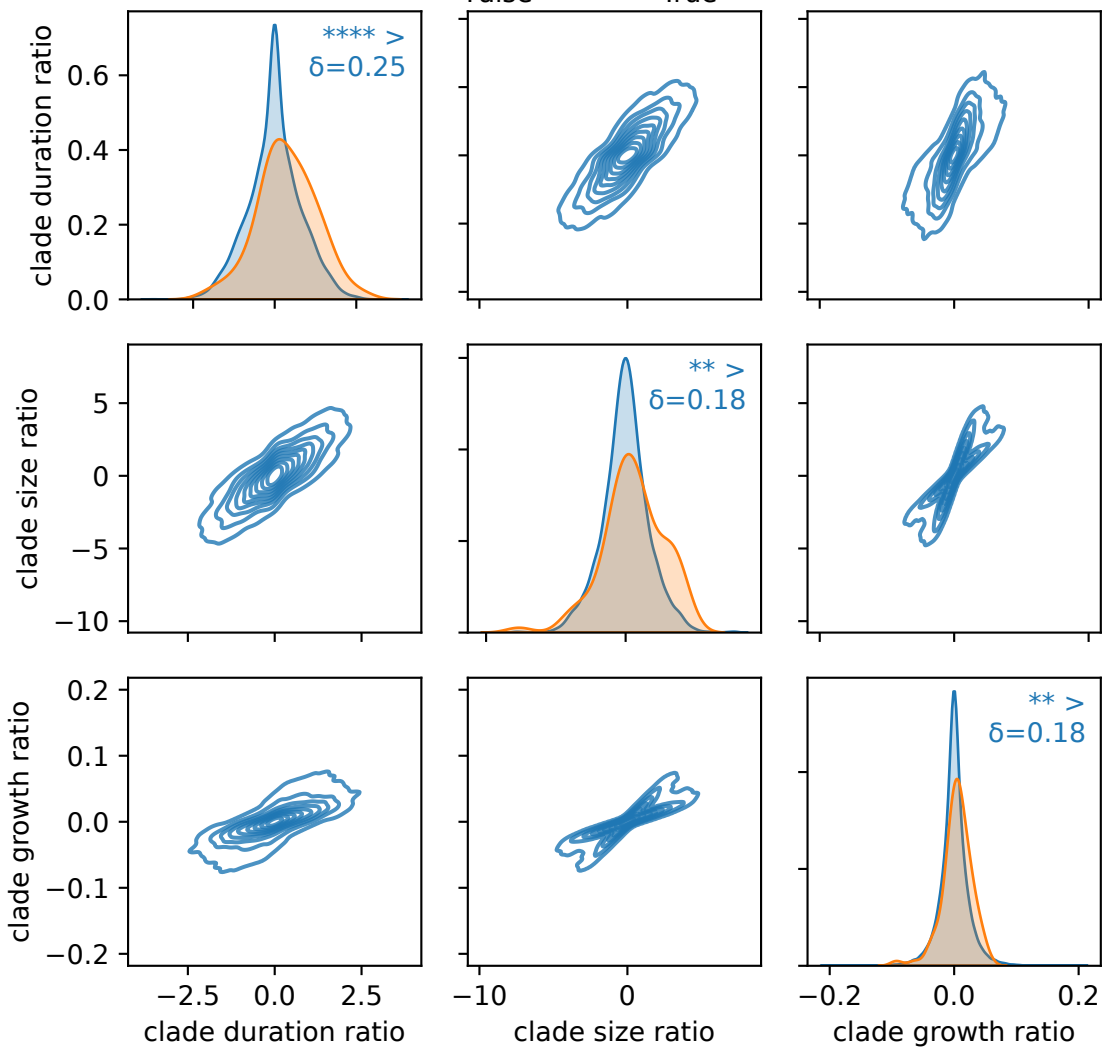 False True
clade duration ratio
0.6
0.4
0.2
0.0
**** >
δ=0.25
clade size ratio
5
0
−5
−10
** >
δ=0.18
clade growth ratio
0.2
0.1
0.0
−0.1
−0.2
** >
δ=0.18
−2.5 0.0 2.5
−10 0
−0.2 0.0 0.2
clade duration ratio
clade size ratio
clade growth ratio